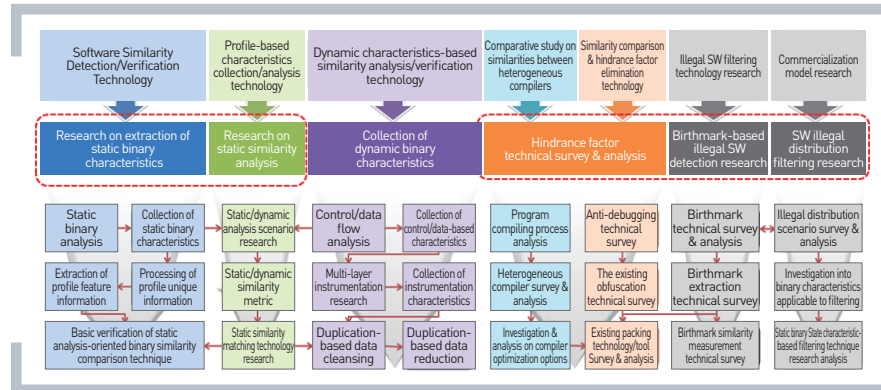 Software Similarity
Detection/Verification
Technology
Profile-based
characteristics
collection/analysis
technology
Dynamic characteristics-based
similarity analysis/verification
technology
Comparative study on
similarities between
heterogeneous
compilers
Similarity comparison
& hindrance factor
elimination
technology
Illegal SW filtering
technology research
Commercialization
model research
Research on extraction of
static binary
characteristics
Research on
static similarity
analysis
Collection of
dynamic binary
characteristics
Hindrance factor
technical survey & analysis
Birthmark-based
illegal SW
detection research
SW illegal
distribution
filtering research
Static
binary
analysis
Collection of
static binary
characteristics
Static/dynamic
analysis scenario
research
Control/data
flow analysis
Collection of
control/data-based
characteristics
Program
compiling process
analysis
Anti-debugging
technical
survey
Birthmark
technical survey
& analysis
Illegal distribution
scenario survey &
analysis
Extraction of
profile feature
information
Processing of
profile unique
information
Static/dynamic
similarity
metric
Multi-layer
instrumentation
research
Collection of
instrumentation
characteristics
Heterogeneous
compiler survey &
analysis
The existing
obfuscation
technical survey
Birthmark
extraction
technical survey
Investigation into
binary characteristics
applicable to filtering
Basic verification of static
analysis-oriented binary similarity
comparison technique
Static similarity
matching technology
research
Duplication-
based data
cleansing
Duplication-
based data
reduction
Investigation &
analysis on compiler
optimization options
Existing packing
technology/tool
Survey & analysis
Birthmark similarity
measurement
technical survey
Static binary State characteristic-
based filtering technique
research analysis